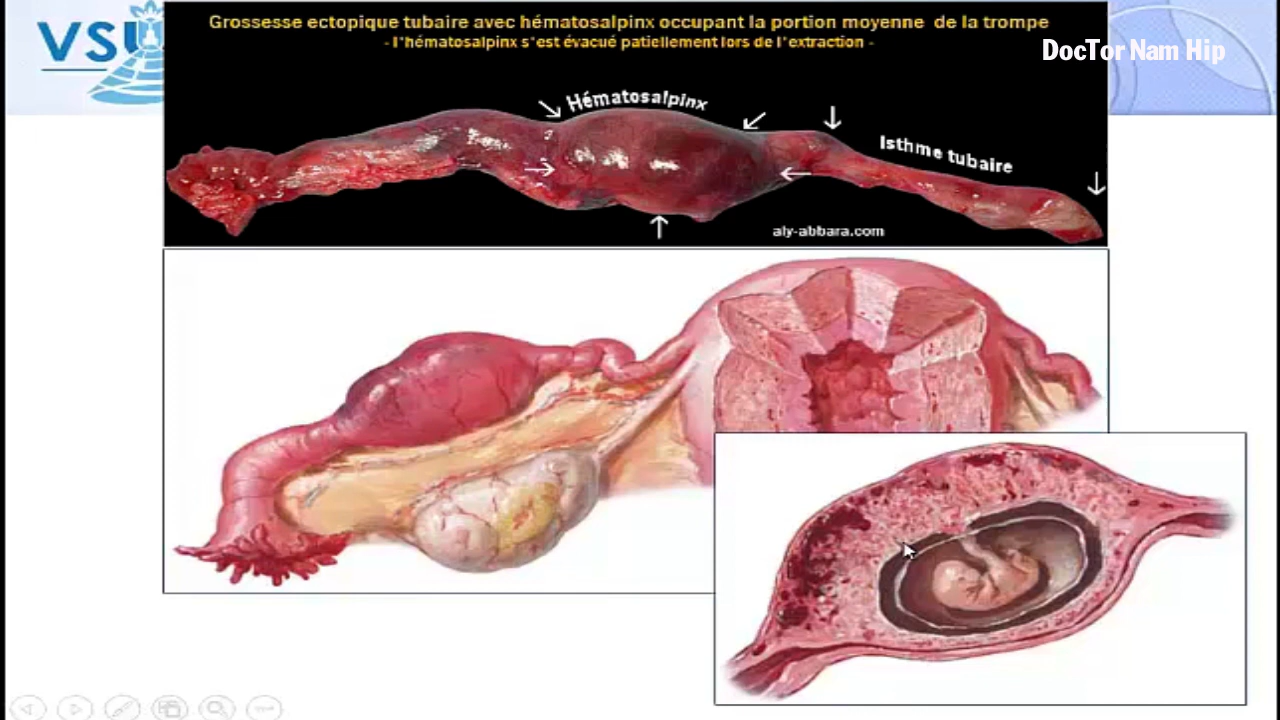 VSU
Grossesse ectopique tubaire avec hématosalpinx occupant la portion moyenne de la trompe
- l'hématosalpinx s'est évacué patiellement lors de l'extraction -
DocTor Nam Hip
Hématosalpinx
Isthme tubaire
aly-abbara.com